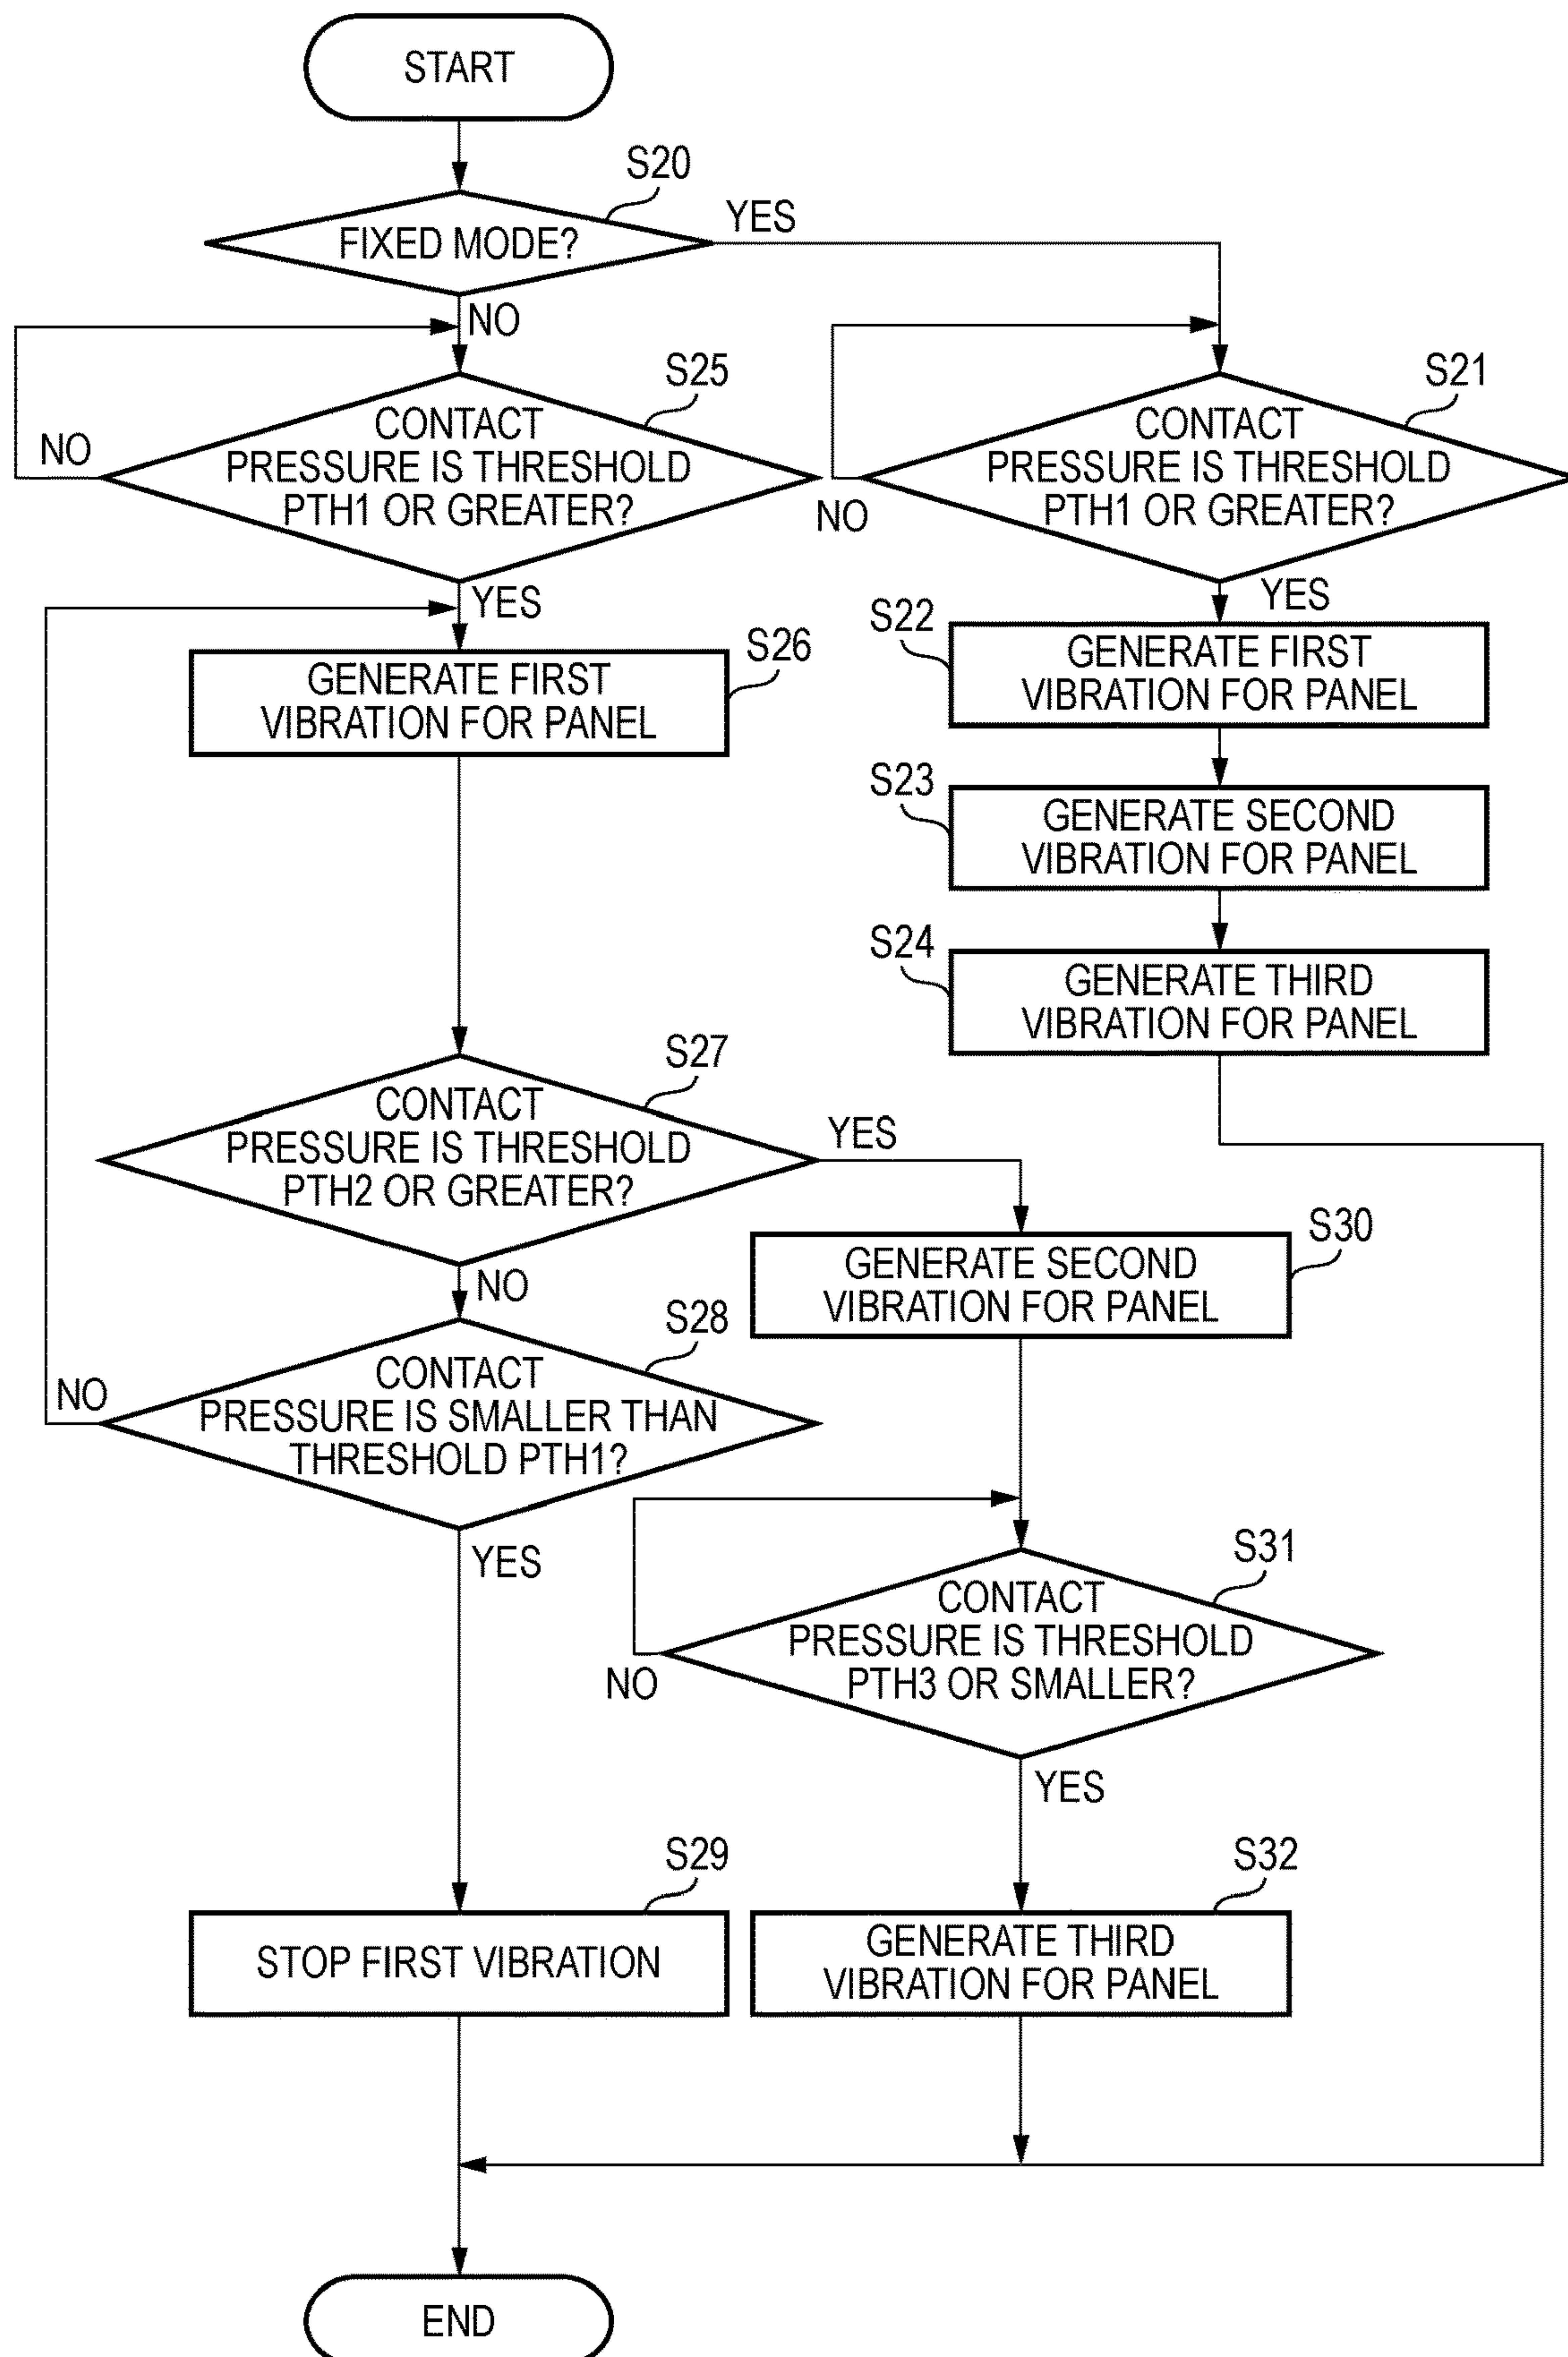 START
S20
FIXED MODE?
YES
NO
S25
CONTACT
PRESSURE IS THRESHOLD
PTH1 OR GREATER?
NO
YES
S21
CONTACT
PRESSURE IS THRESHOLD
PTH1 OR GREATER?
NO
YES
S22
GENERATE FIRST
VIBRATION FOR PANEL
S23
GENERATE SECOND
VIBRATION FOR PANEL
S24
GENERATE THIRD
VIBRATION FOR PANEL
S26
GENERATE FIRST
VIBRATION FOR PANEL
S27
CONTACT
PRESSURE IS THRESHOLD
PTH2 OR GREATER?
YES
NO
S28
CONTACT
PRESSURE IS SMALLER THAN
THRESHOLD PTH1?
NO
YES
S30
GENERATE SECOND
VIBRATION FOR PANEL
S31
CONTACT
PRESSURE IS THRESHOLD
PTH3 OR SMALLER?
NO
YES
S29
STOP FIRST VIBRATION
S32
GENERATE THIRD
VIBRATION FOR PANEL
END